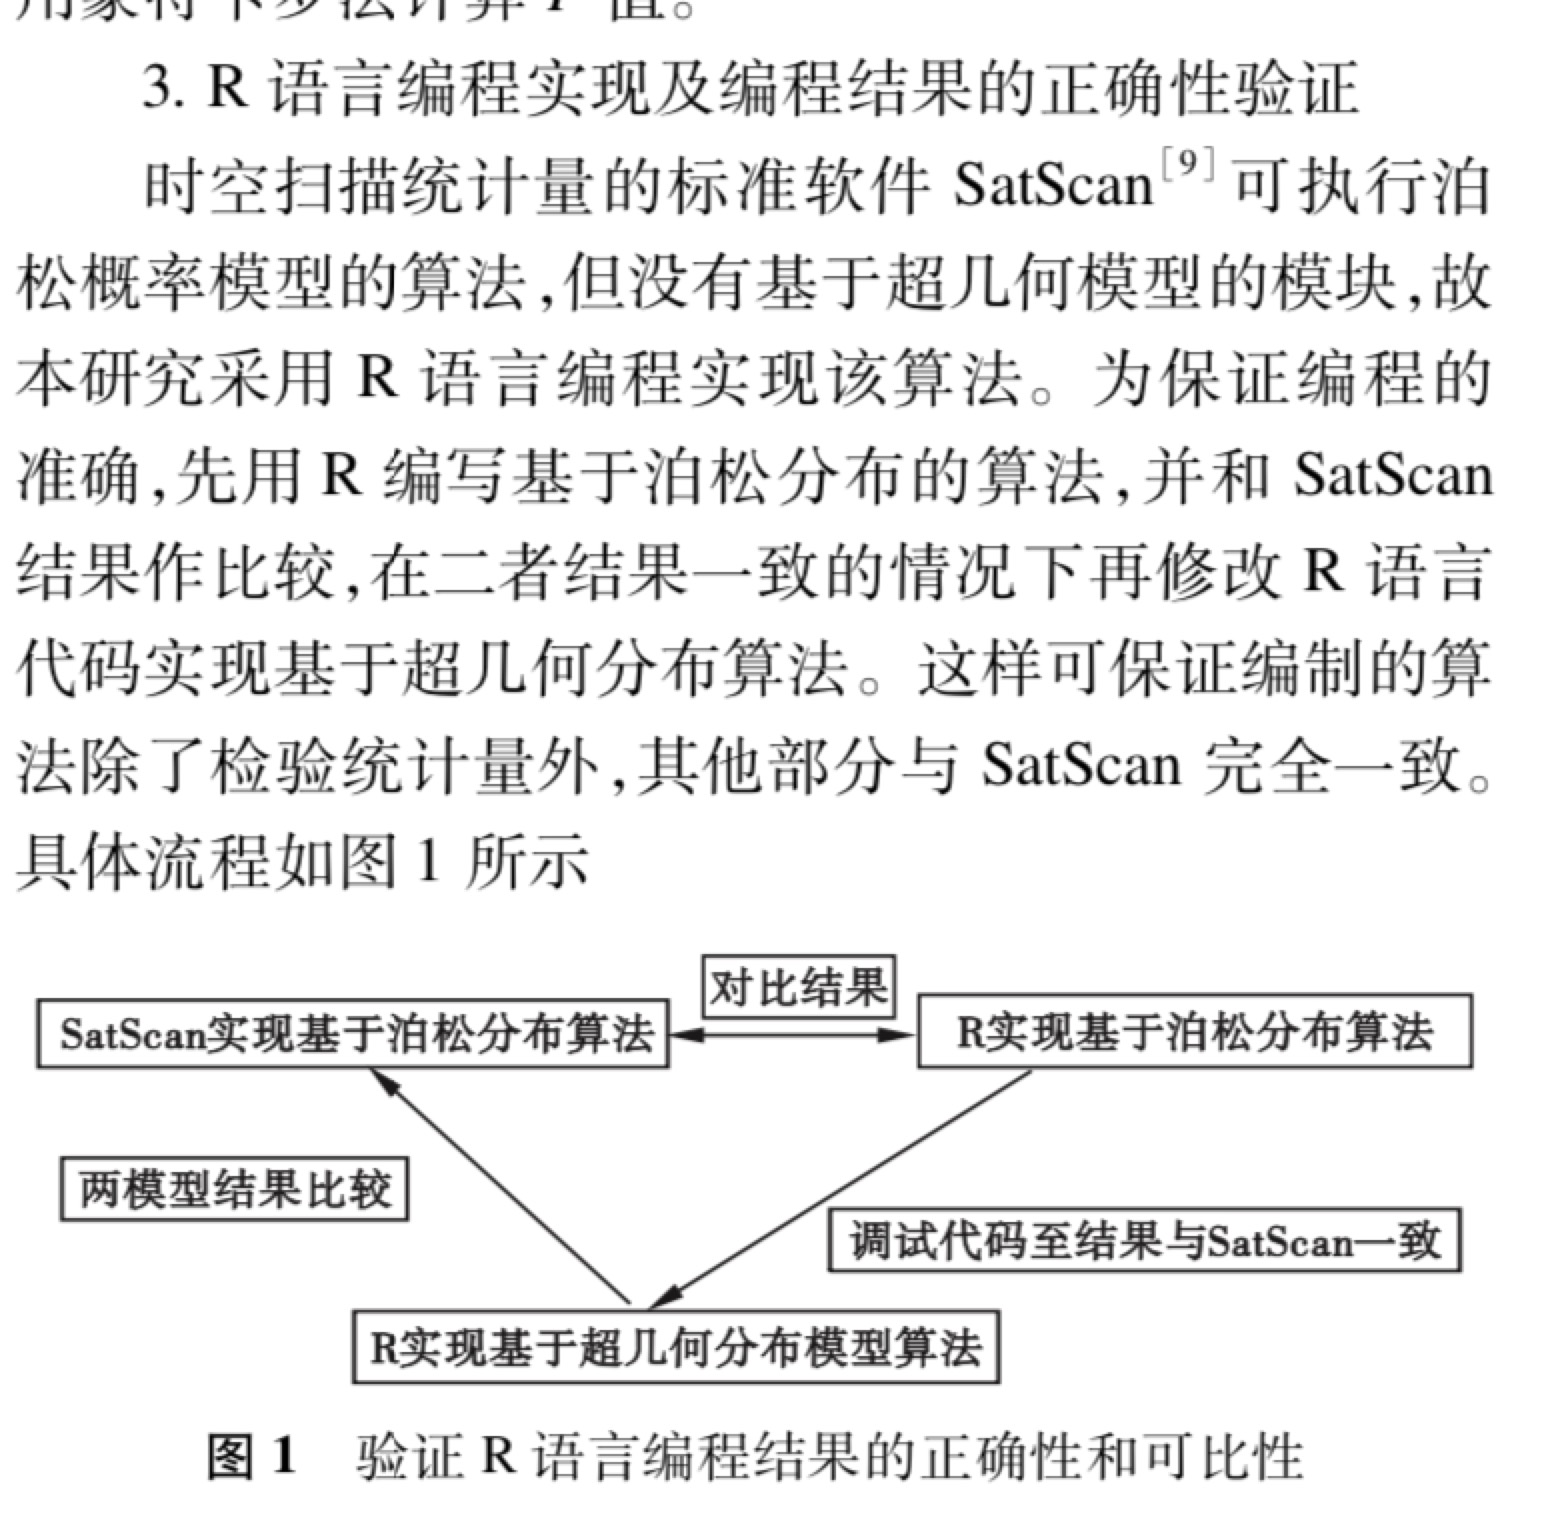 用蒙特卡罗法计算 P 值。
3. R 语言编程实现及编程结果的正确性验证
时空扫描统计量的标准软件 SatScan[9]可执行泊
松概率模型的算法,但没有基于超几何模型的模块,故
本研究采用 R 语言编程实现该算法。为保证编程的
准确,先用 R 编写基于泊松分布的算法,并和 SatScan
结果作比较,在二者结果一致的情况下再修改 R 语言
代码实现基于超几何分布算法。这样可保证编制的算
法除了检验统计量外,其他部分与 SatScan 完全一致。
具体流程如图 1 所示
对比结果
SatScan实现基于泊松分布算法
R实现基于泊松分布算法
两模型结果比较
调试代码至结果与SatScan一致
R实现基于超几何分布模型算法
图 1 验证 R 语言编程结果的正确性和可比性